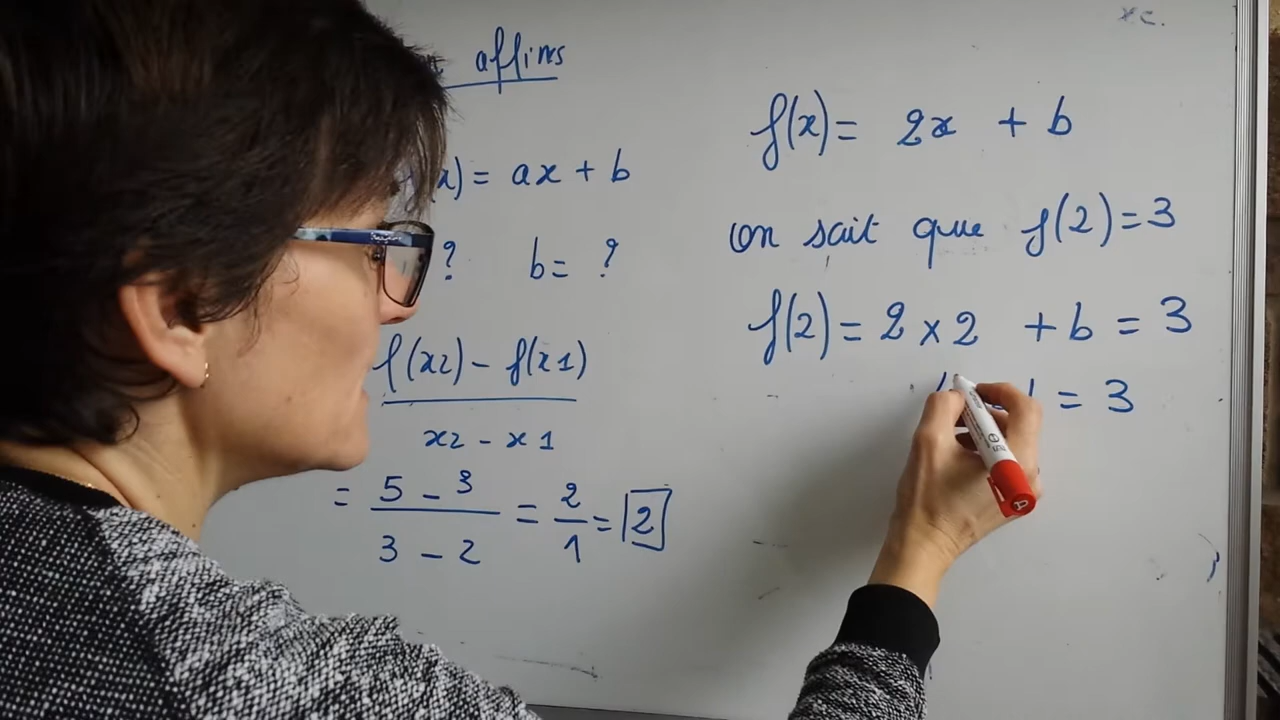 affines
f(x) = ax + b
? b = ?
f(x2) - f(x1)
x2 - x1
= 5 - 3 = 2 = 2
3 - 2 1
xc.
f(x) = 2x + b
on sait que f(2) = 3
f(2) = 2 × 2 + b = 3
= 3